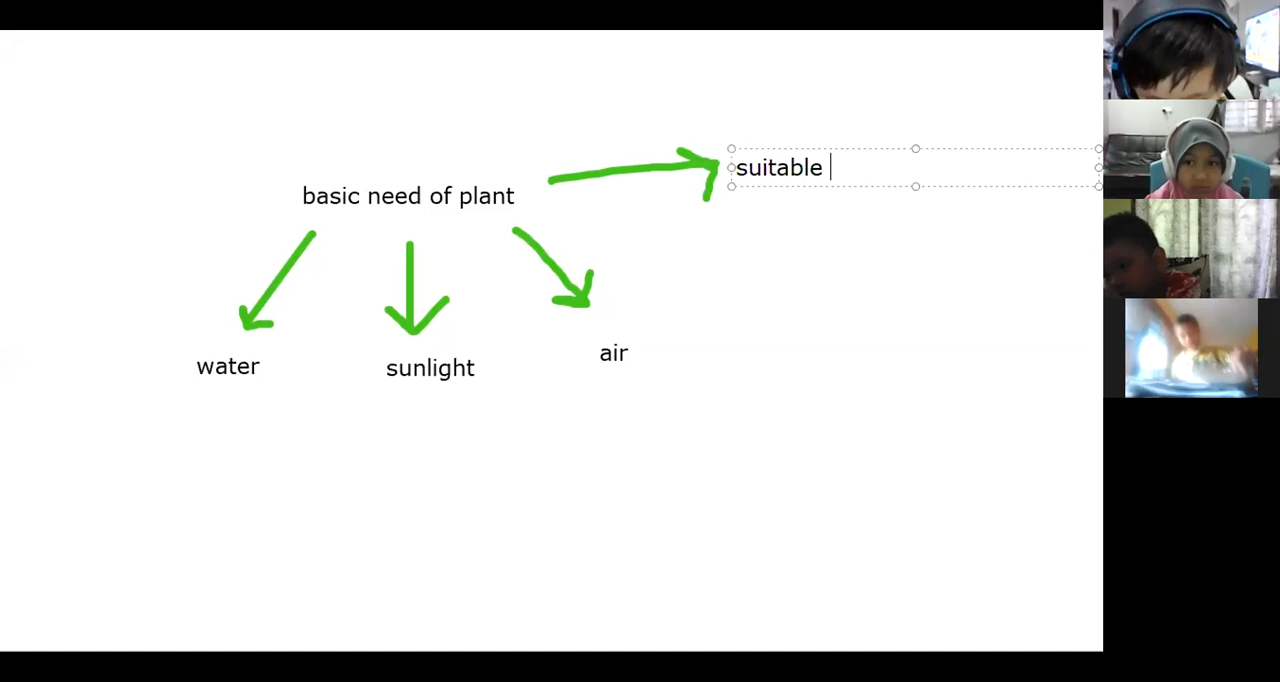 suitable
basic need of plant
water
sunlight
air